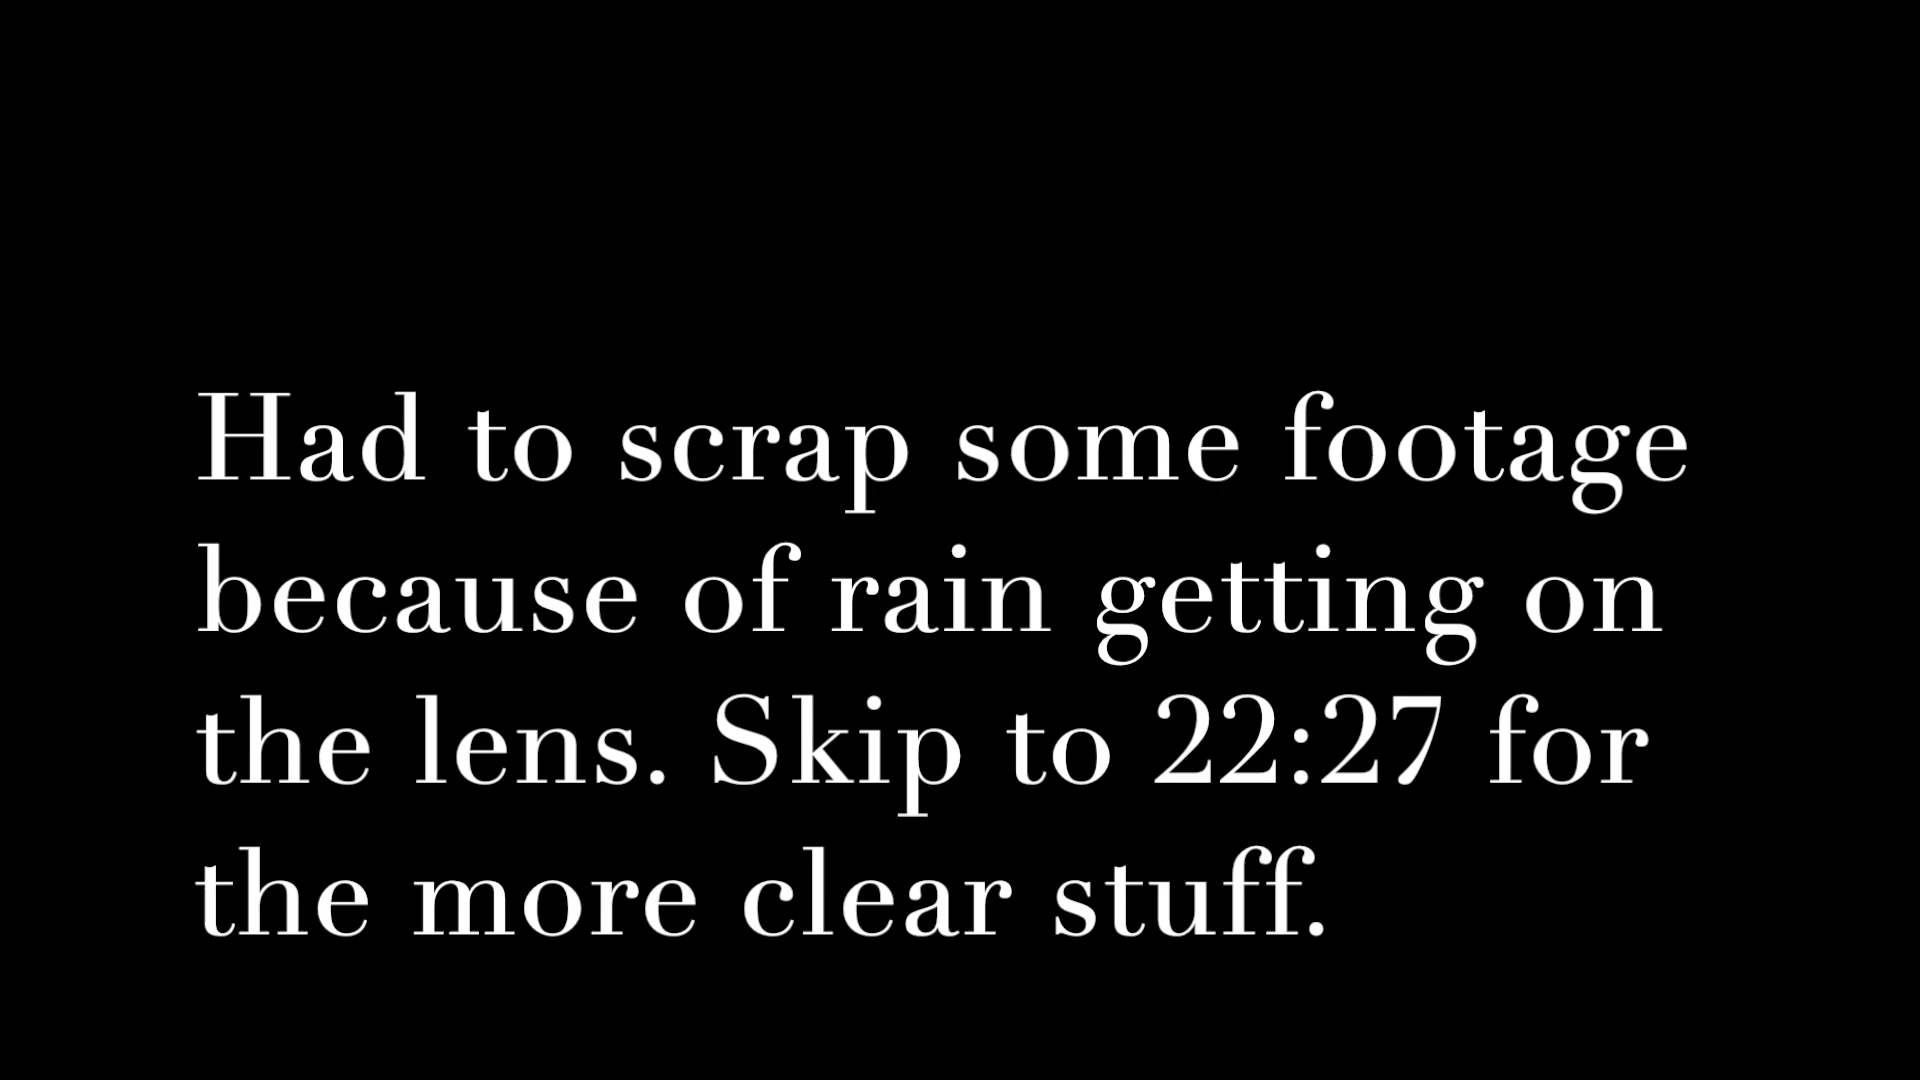 Had to scrap some footage
because of rain getting on
the lens. Skip to 22:27 for
the more clear stuff.